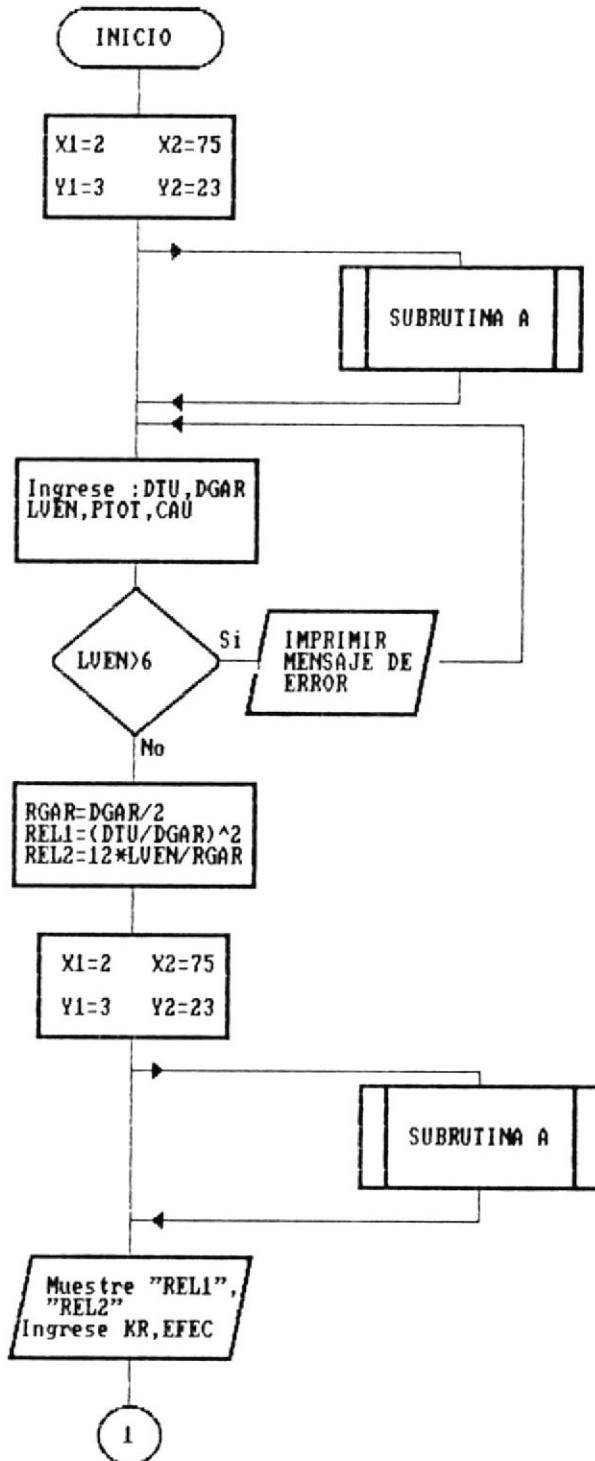 INICIO
X1=2 X2=75
Y1=3 Y2=23
SUBRUTINA A
Ingrese :DTU,DGAR
LVEN,PTOT,CAU
LVEN>6
Si
IMPRIMIR
MENSAJE DE
ERROR
No
RGAR=DGAR/2
REL1=(DTU/DGAR)^2
REL2=12*LVEN/RGAR
X1=2 X2=75
Y1=3 Y2=23
SUBRUTINA A
Muestre "REL1",
"REL2"
Ingrese KR,EFEC
1